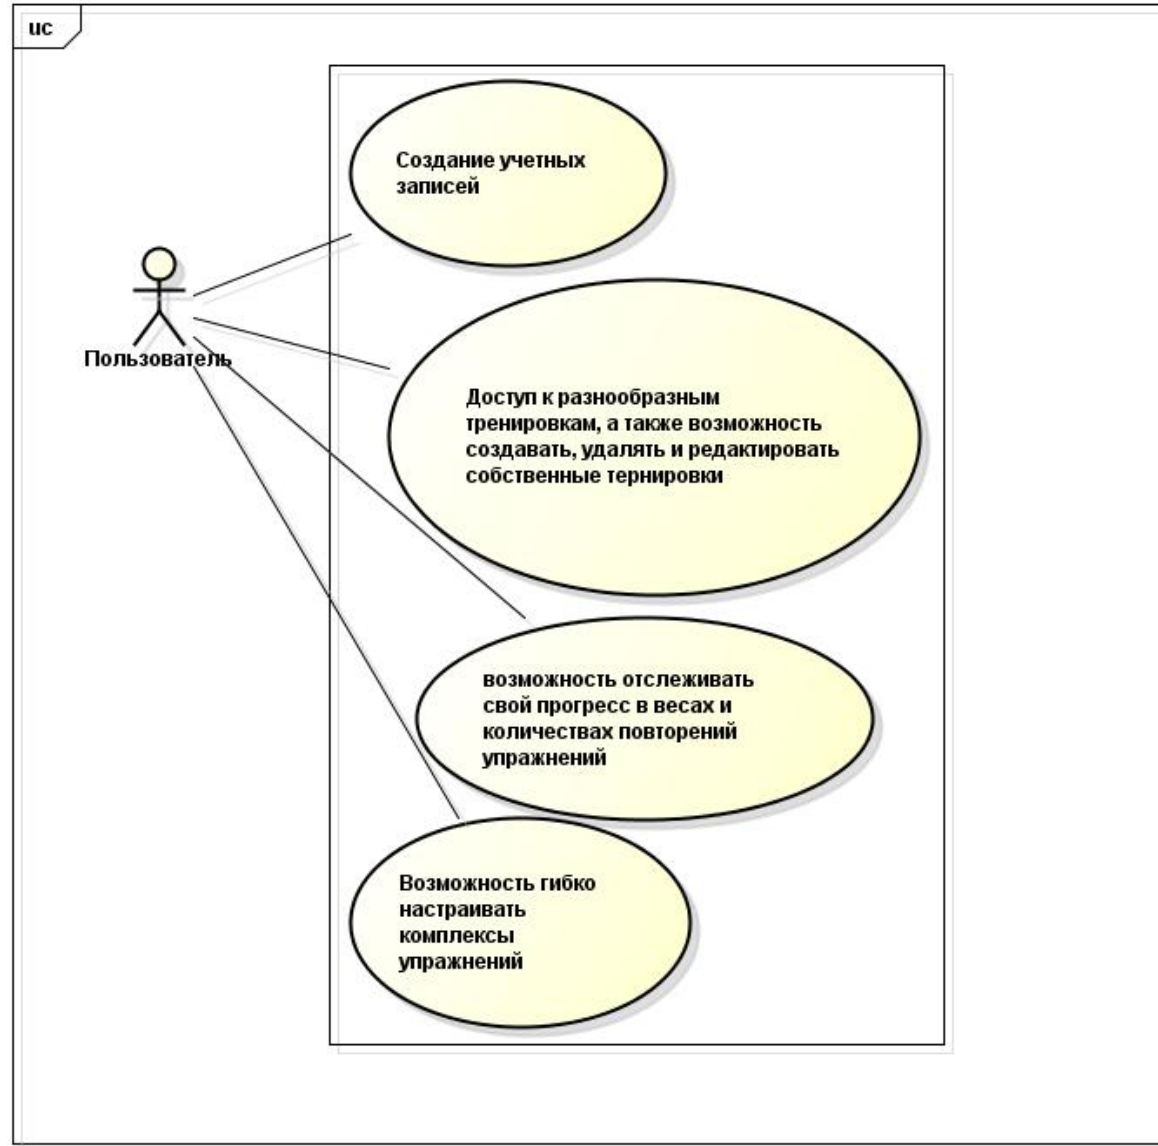 uc
Создание учетных
записей
Пользователь
Доступ к разнообразным
тренировкам, а также возможность
создавать, удалять и редактировать
собственные тернировки
возможность отслеживать
свой прогресс в весах и
количествах повторений
упражнений
Возможность гибко
настраивать
комплексы
упражнений